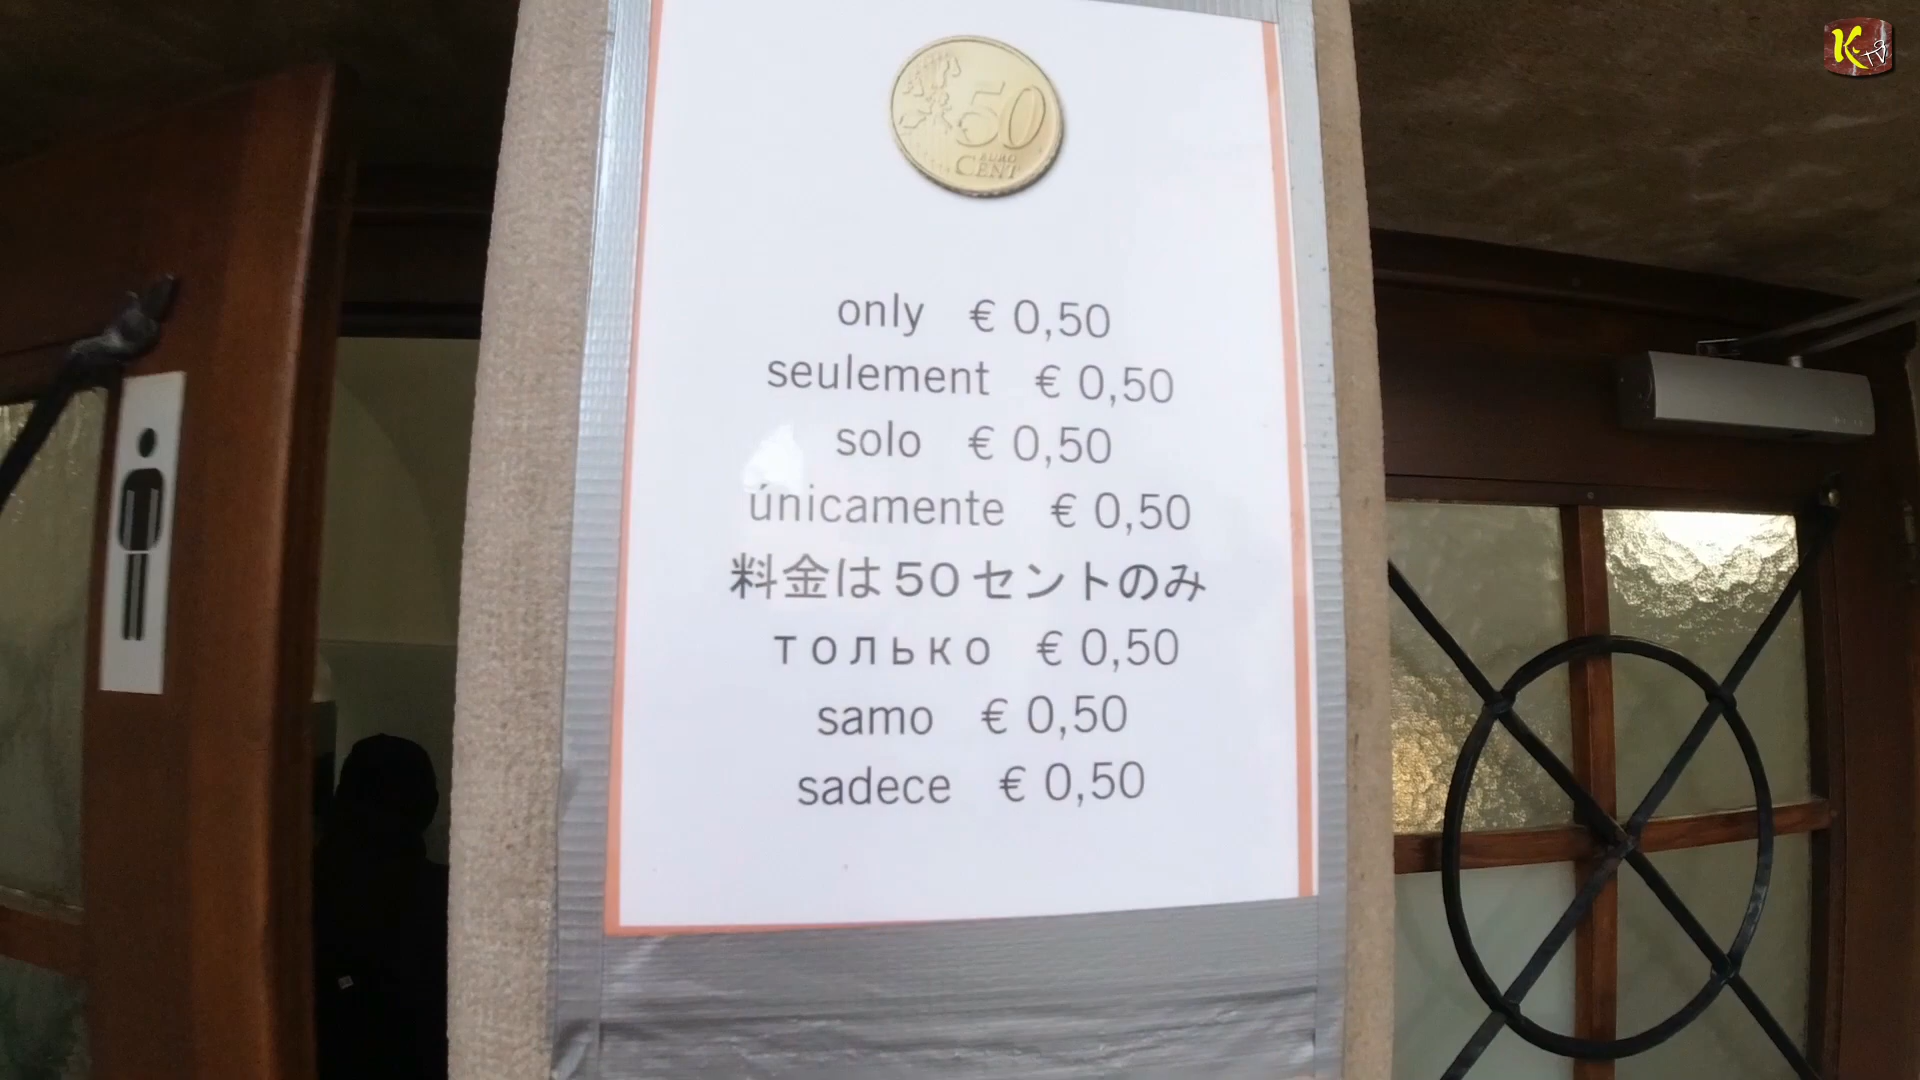 K TV
50
EURO
CENT
only € 0,50
seulement € 0,50
solo € 0,50
únicamente € 0,50
料金は50セントのみ
только € 0,50
samo € 0,50
sadece € 0,50